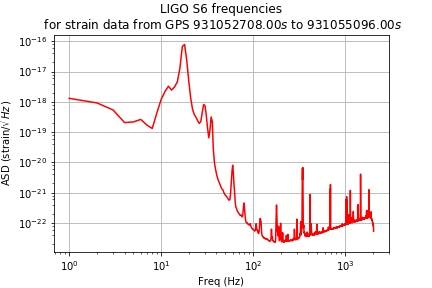 LIGO S6 frequencies
for strain data from GPS 931052708.00s to 931055096.00s
10⁻¹⁶
10⁻¹⁷
10⁻¹⁸
10⁻¹⁹
10⁻²⁰
10⁻²¹
10⁻²²
ASD (strain/√Hz)
10⁰ 10¹ 10² 10³
Freq (Hz)